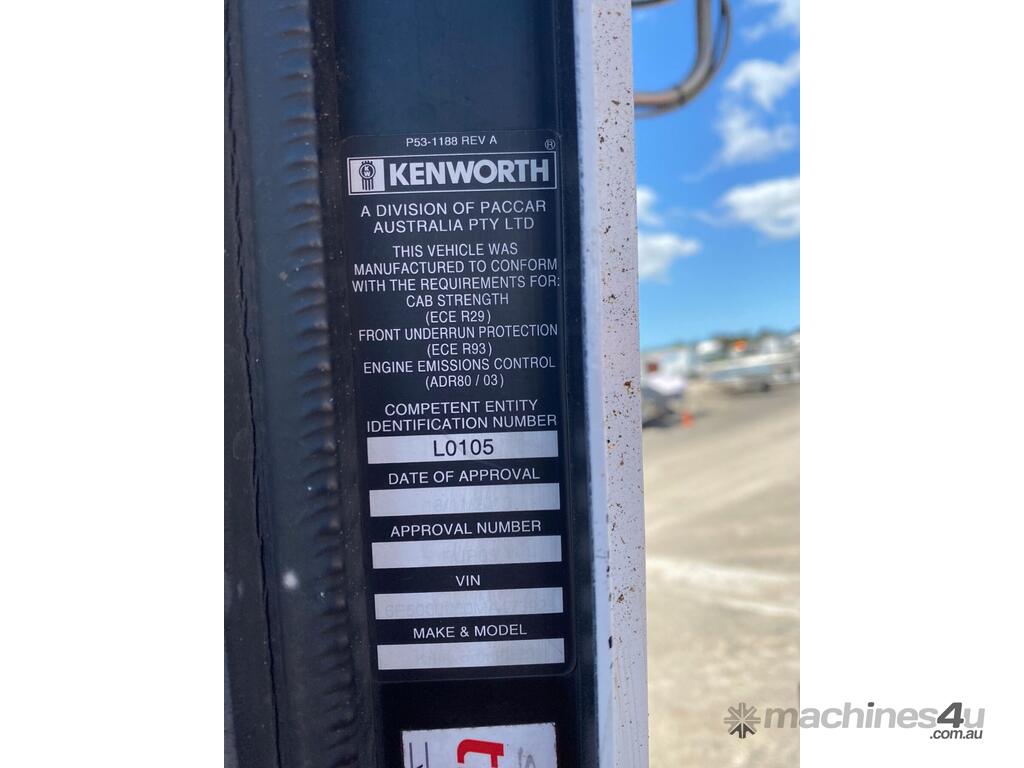 P53-1188 REV A
®
KENWORTH
A DIVISION OF PACCAR
AUSTRALIA PTY LTD
THIS VEHICLE WAS
MANUFACTURED TO CONFORM
WITH THE REQUIREMENTS FOR:
CAB STRENGTH
(ECE R29)
FRONT UNDERRUN PROTECTION
(ECE R93)
ENGINE EMISSIONS CONTROL
(ADR80 / 03)
COMPETENT ENTITY
IDENTIFICATION NUMBER
L0105
DATE OF APPROVAL
APPROVAL NUMBER
VIN
MAKE & MODEL
machines4u
.com.au